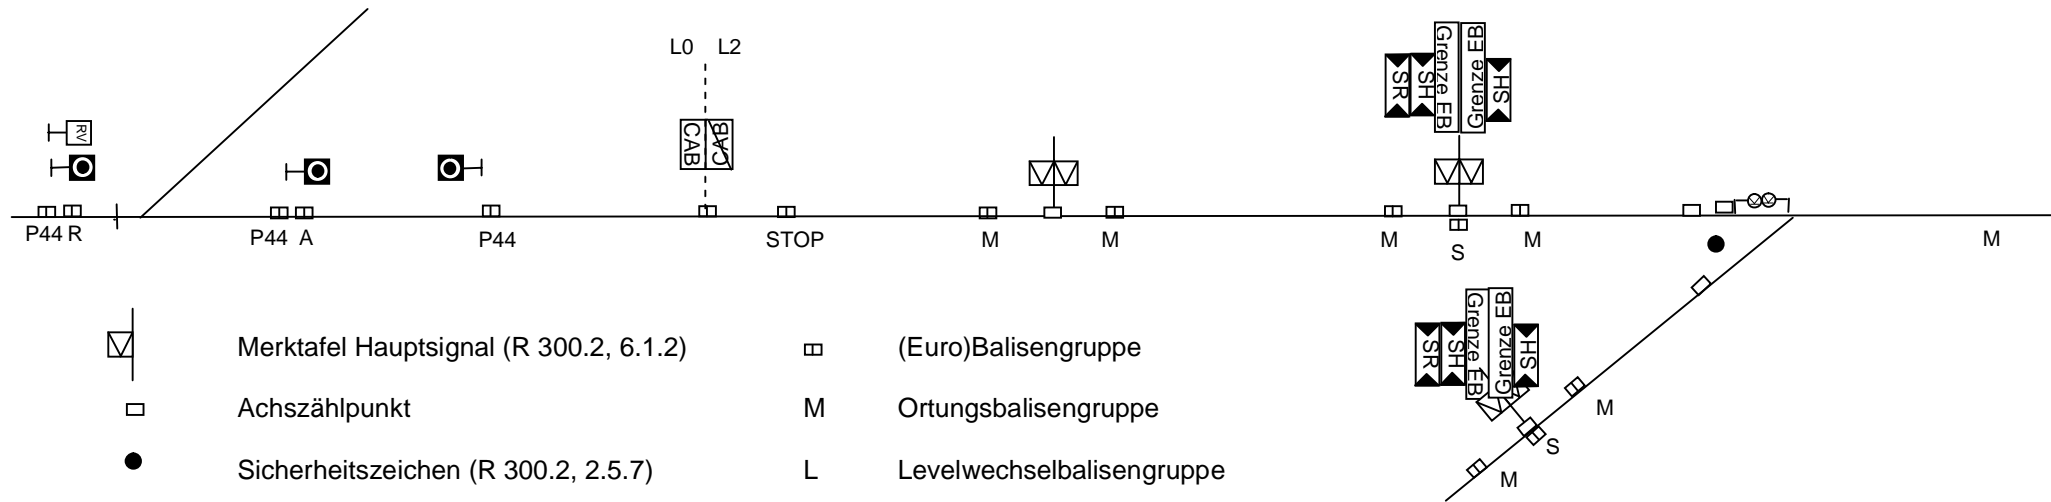 L0 L2
Grenze EB
Grenze EB
SR
SH
SH
RV
CAB
CAB
P44 R
P44 A
P44
STOP
M
M
M
S
M
M
SR
SH
Grenze EB
Grenze EB
SH
Merktafel Hauptsignal (R 300.2, 6.1.2)
(Euro)Balisengruppe
Achszählpunkt
M Ortungsbalisengruppe
M
S
Sicherheitszeichen (R 300.2, 2.5.7)
L Levelwechselbalisengruppe
M